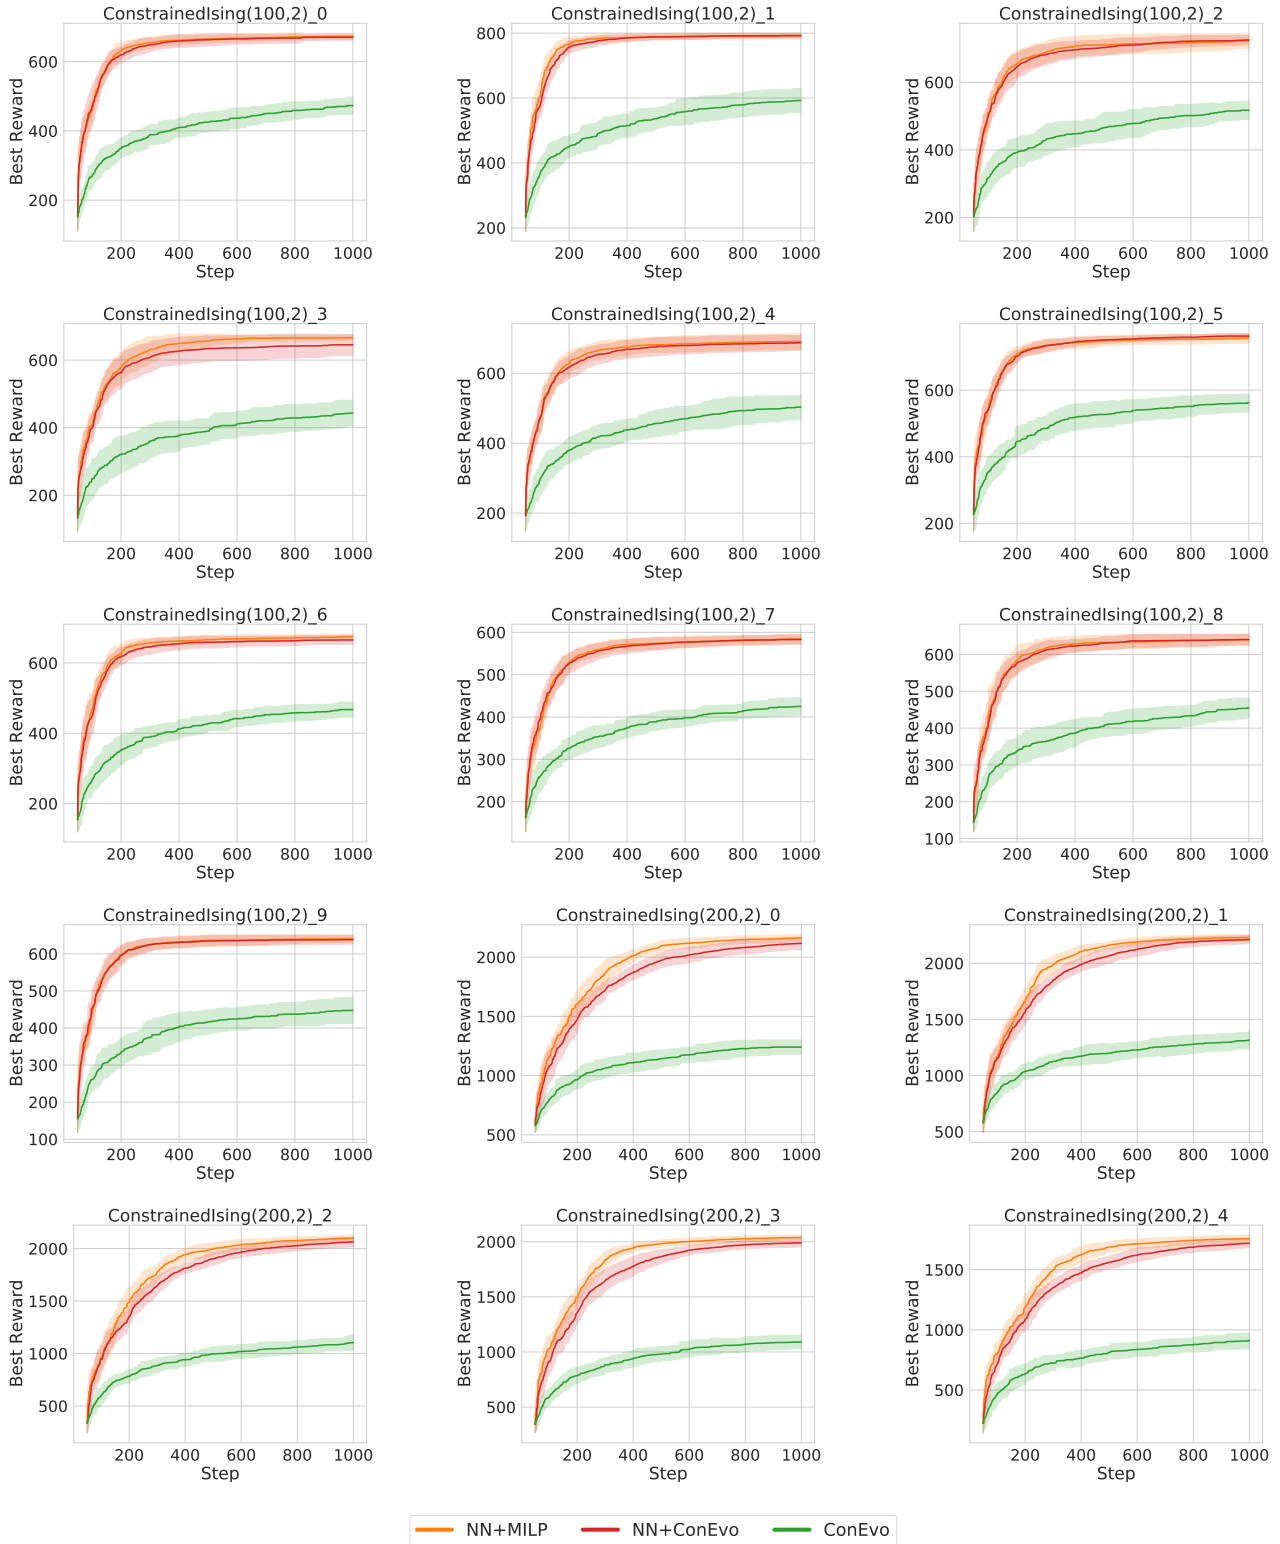 ConstrainedIsing(100,2)_0
ConstrainedIsing(100,2)_1
ConstrainedIsing(100,2)_2
Best Reward
600
400
200
200 400 600 800 1000
Step
Best Reward
800
600
400
200
200 400 600 800 1000
Step
Best Reward
600
400
200
200 400 600 800 1000
Step
ConstrainedIsing(100,2)_3
ConstrainedIsing(100,2)_4
ConstrainedIsing(100,2)_5
Best Reward
600
400
200
200 400 600 800 1000
Step
Best Reward
600
400
200
200 400 600 800 1000
Step
Best Reward
600
400
200
200 400 600 800 1000
Step
ConstrainedIsing(100,2)_6
ConstrainedIsing(100,2)_7
ConstrainedIsing(100,2)_8
Best Reward
600
400
200
200 400 600 800 1000
Step
Best Reward
600
500
400
300
200
200 400 600 800 1000
Step
Best Reward
600
500
400
300
200
100
200 400 600 800 1000
Step
ConstrainedIsing(100,2)_9
ConstrainedIsing(200,2)_0
ConstrainedIsing(200,2)_1
Best Reward
600
500
400
300
200
100
200 400 600 800 1000
Step
Best Reward
2000
1500
1000
500
200 400 600 800 1000
Step
Best Reward
2000
1500
1000
500
200 400 600 800 1000
Step
ConstrainedIsing(200,2)_2
ConstrainedIsing(200,2)_3
ConstrainedIsing(200,2)_4
Best Reward
2000
1500
1000
500
200 400 600 800 1000
Step
Best Reward
2000
1500
1000
500
200 400 600 800 1000
Step
Best Reward
1500
1000
500
200 400 600 800 1000
Step
NN+MILP NN+ConEvo ConEvo